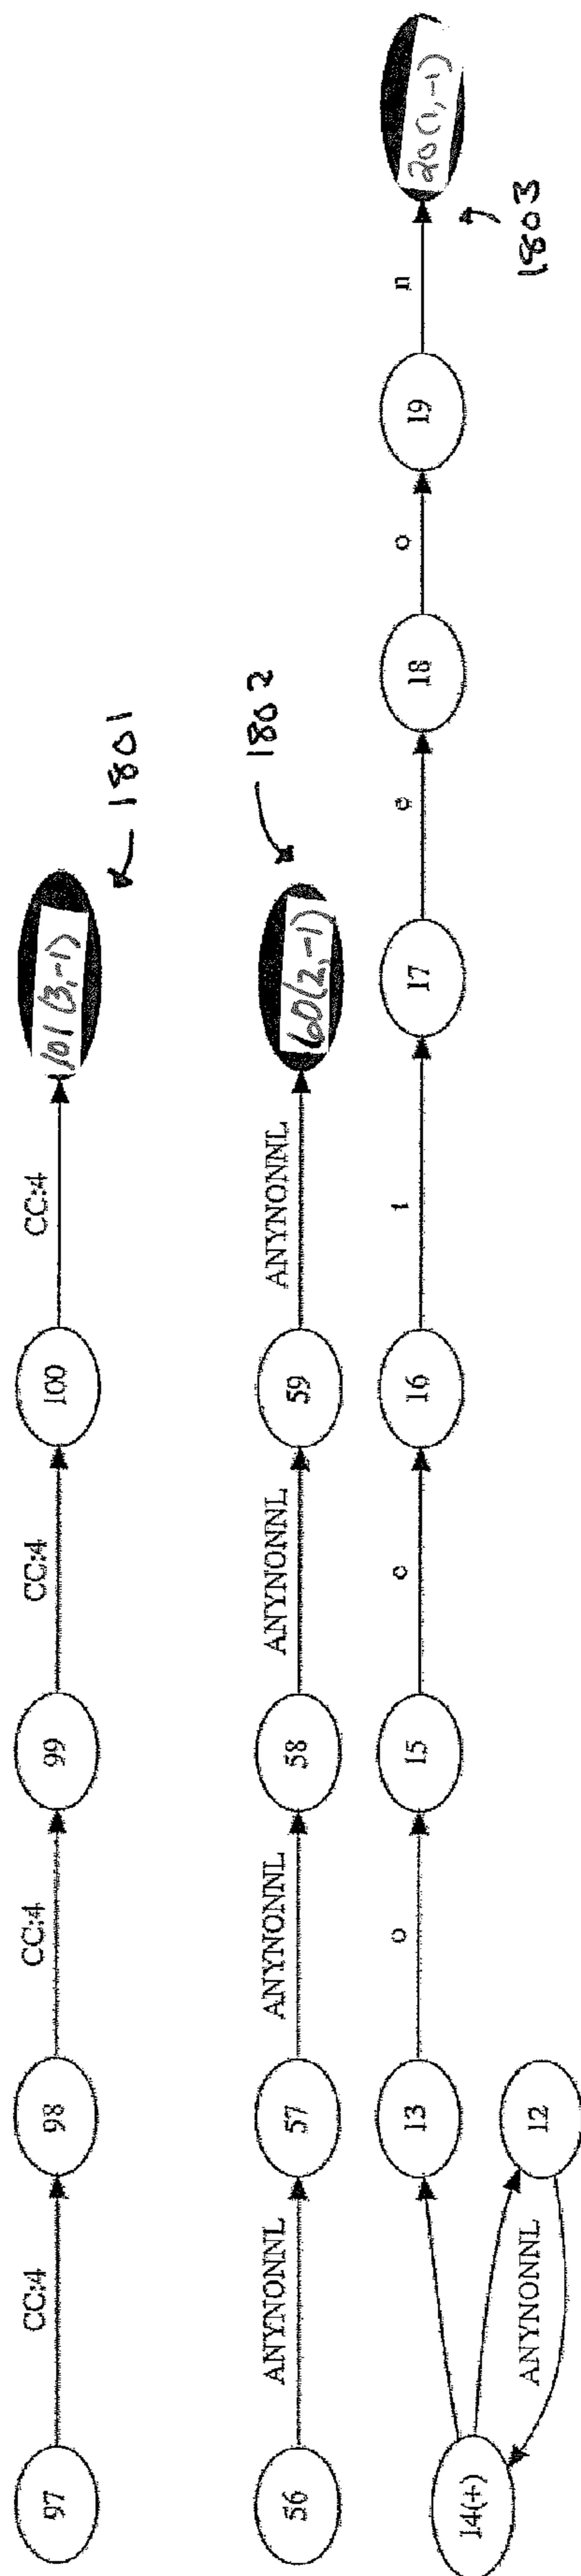 97 CC:4 98 CC:4 99 CC:4 100 CC:4 101 (3,-1)
1801
56 ANYNONNL 57 ANYNONNL 58 ANYNONNL 59 ANYNONNL 60(2,-1)
1802
14(+) 13 o 15 16 17 18 o 19 n 20 (1,-1)
1803
ANYNONNL 12